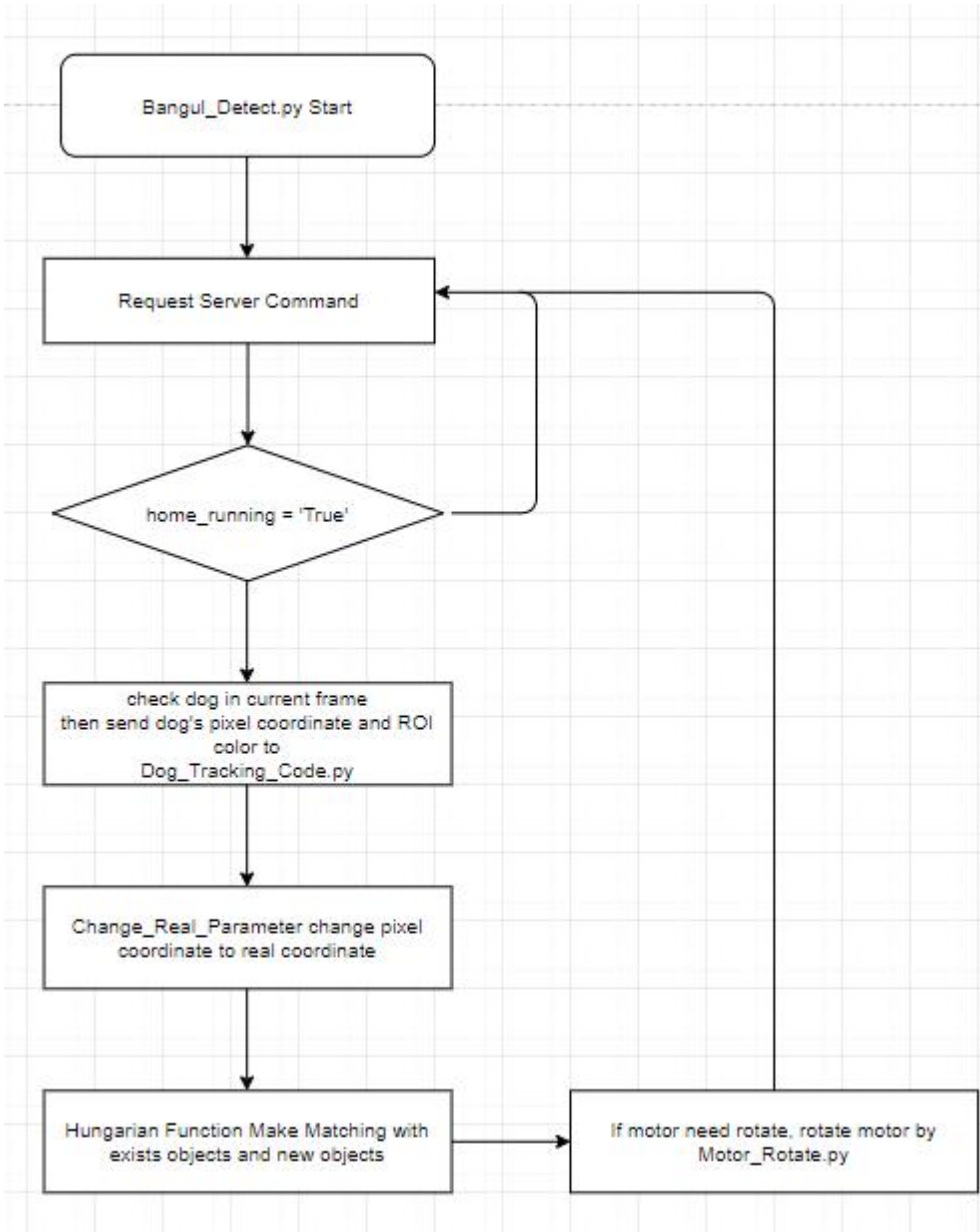 Bangul_Detect.py Start
Request Server Command
home_running = 'True'
check dog in current frame
then send dog's pixel coordinate and ROI
color to
Dog_Tracking_Code.py
Change_Real_Parameter change pixel
coordinate to real coordinate
Hungarian Function Make Matching with
exists objects and new objects
If motor need rotate, rotate motor by
Motor_Rotate.py